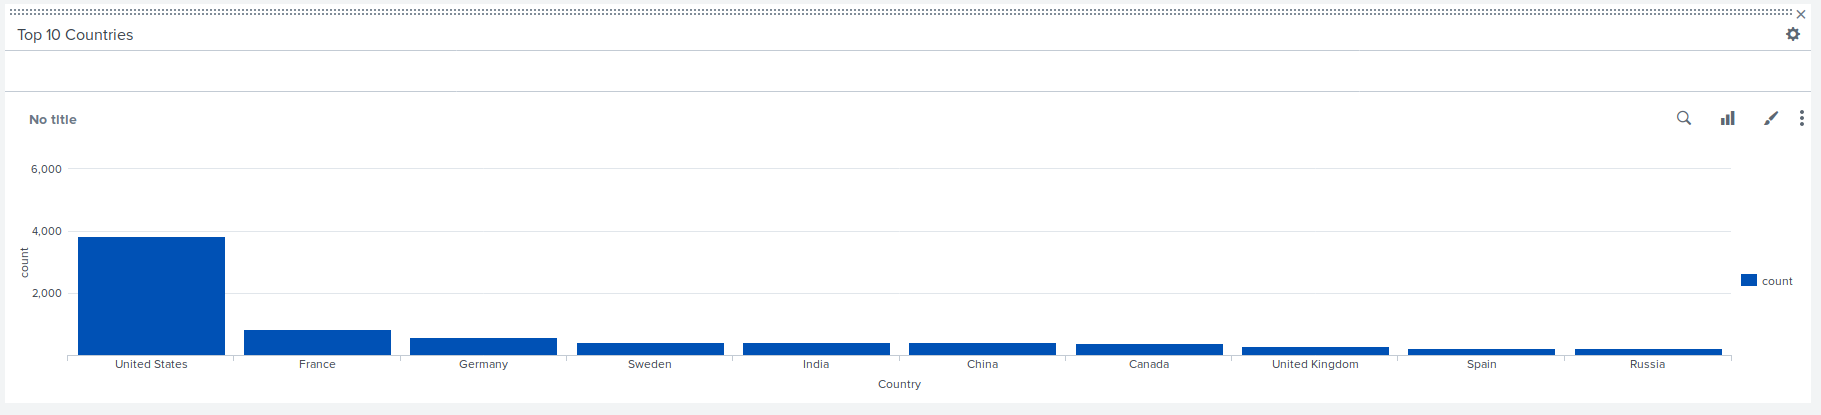 Top 10 Countries
No title
6,000
4,000
2,000
count
United States France Germany Sweden India China Canada United Kingdom Spain Russia
Country
count